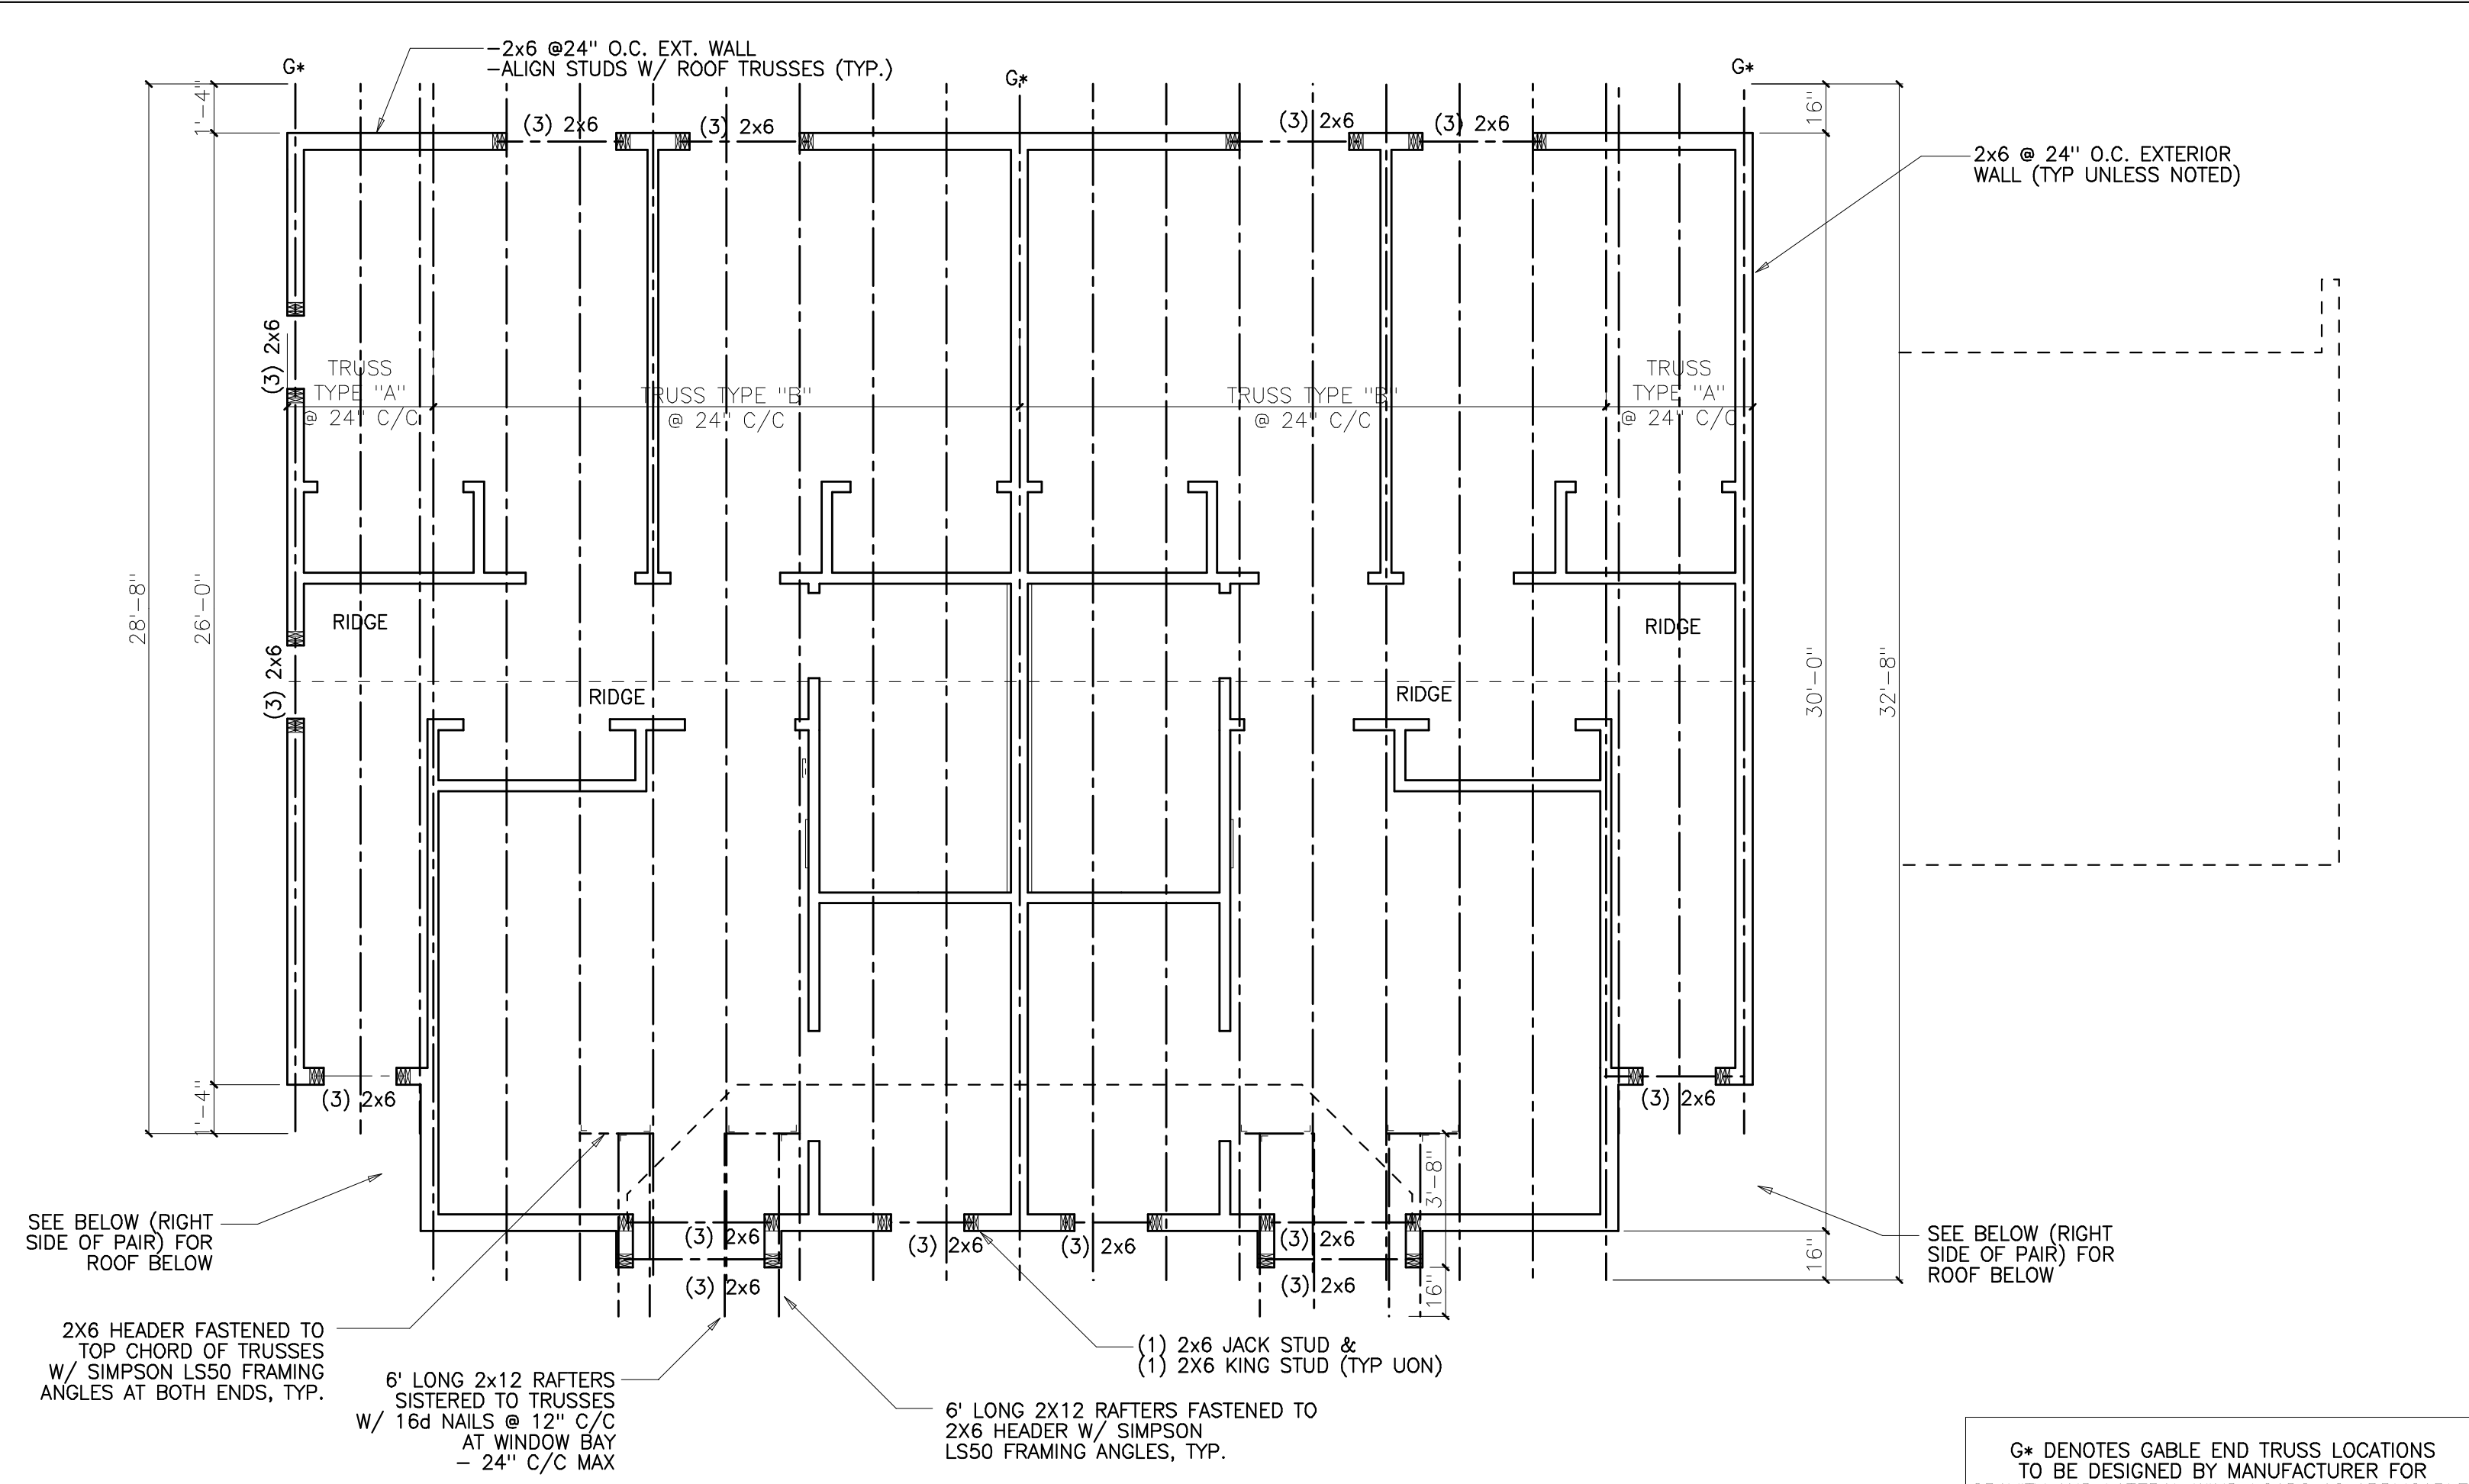 -2x6 @24" O.C. EXT. WALL
-ALIGN STUDS W/ ROOF TRUSSES (TYP.)
G*
G*
G*
1'-4"
16"
(3) 2x6
(3) 2x6
(3) 2x6
(3) 2x6
2x6 @ 24" O.C. EXTERIOR
WALL (TYP UNLESS NOTED)
(3) 2x6
TRUSS
TYPE "A"
@ 24" C/C
TRUSS TYPE "B"
@ 24" C/C
TRUSS TYPE "B"
@ 24" C/C
TRUSS
TYPE "A"
@ 24" C/C
28'-8"
26'-0"
RIDGE
RIDGE
(3) 2x6
RIDGE
RIDGE
30'-0"
32'-8"
1'-4"
(3) 2x6
(3) 2x6
3'-8"
SEE BELOW (RIGHT
SIDE OF PAIR) FOR
ROOF BELOW
(3) 2x6
(3) 2x6
(3) 2x6
(3) 2x6
(3) 2x6
(3) 2x6
16"
16"
SEE BELOW (RIGHT
SIDE OF PAIR) FOR
ROOF BELOW
2X6 HEADER FASTENED TO
TOP CHORD OF TRUSSES
W/ SIMPSON LS50 FRAMING
ANGLES AT BOTH ENDS, TYP.
6' LONG 2x12 RAFTERS
SISTERED TO TRUSSES
W/ 16d NAILS @ 12" C/C
AT WINDOW BAY
- 24" C/C MAX
(1) 2x6 JACK STUD &
(1) 2X6 KING STUD (TYP UON)
6' LONG 2X12 RAFTERS FASTENED TO
2X6 HEADER W/ SIMPSON
LS50 FRAMING ANGLES, TYP.
G* DENOTES GABLE END TRUSS LOCATIONS
TO BE DESIGNED BY MANUFACTURER FOR